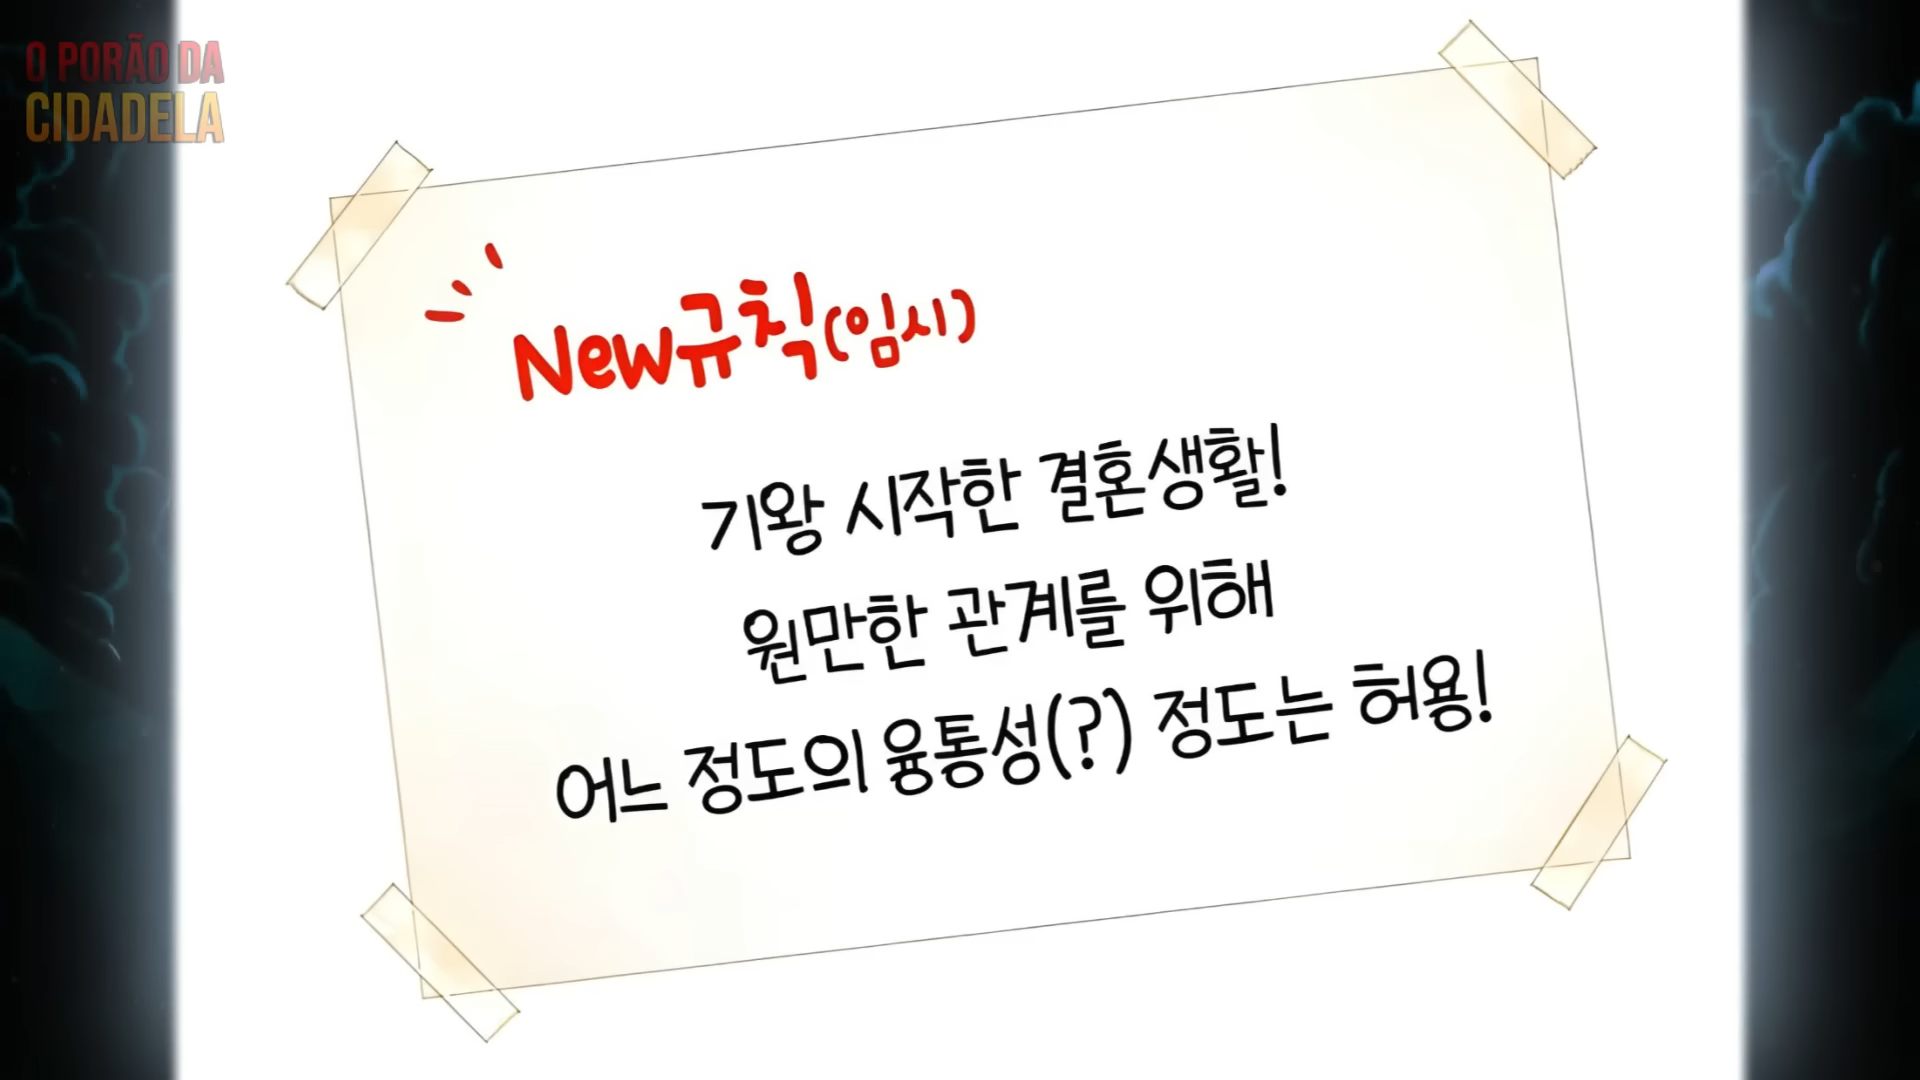 O PORÃO DA
CIDADELA
New규칙(임시)
기왕 시작한 결혼생활!
원만한 관계를 위해
어느 정도의 융통성(?) 정도는 허용!